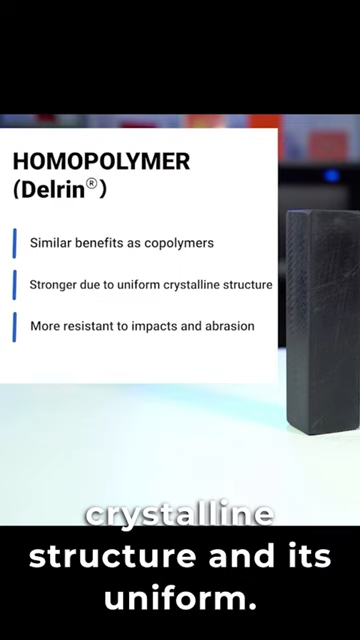 HOMOPOLYMER
(Delrin®)
Similar benefits as copolymers
Stronger due to uniform crystalline structure
More resistant to impacts and abrasion
crystalline
structure and its
uniform.